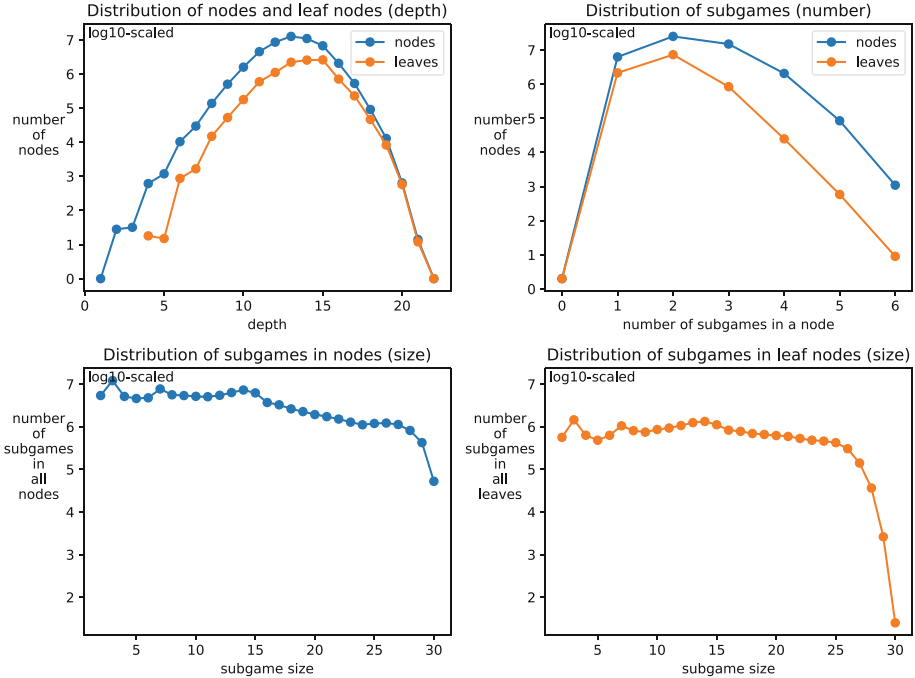 Distribution of nodes and leaf nodes (depth)
log10-scaled
nodes
leaves
number
of
nodes
7
6
5
4
3
2
1
0
0
5
10
15
20
depth
Distribution of subgames (number)
log10-scaled
nodes
leaves
number
of
nodes
7
6
5
4
3
2
1
0
0
1
2
3
4
5
6
number of subgames in a node
Distribution of subgames in nodes (size)
log10-scaled
number
of
subgames
in
all
nodes
7
6
5
4
3
2
5
10
15
20
25
30
subgame size
Distribution of subgames in leaf nodes (size)
log10-scaled
number
of
subgames
in
all
leaves
7
6
5
4
3
2
5
10
15
20
25
30
subgame size